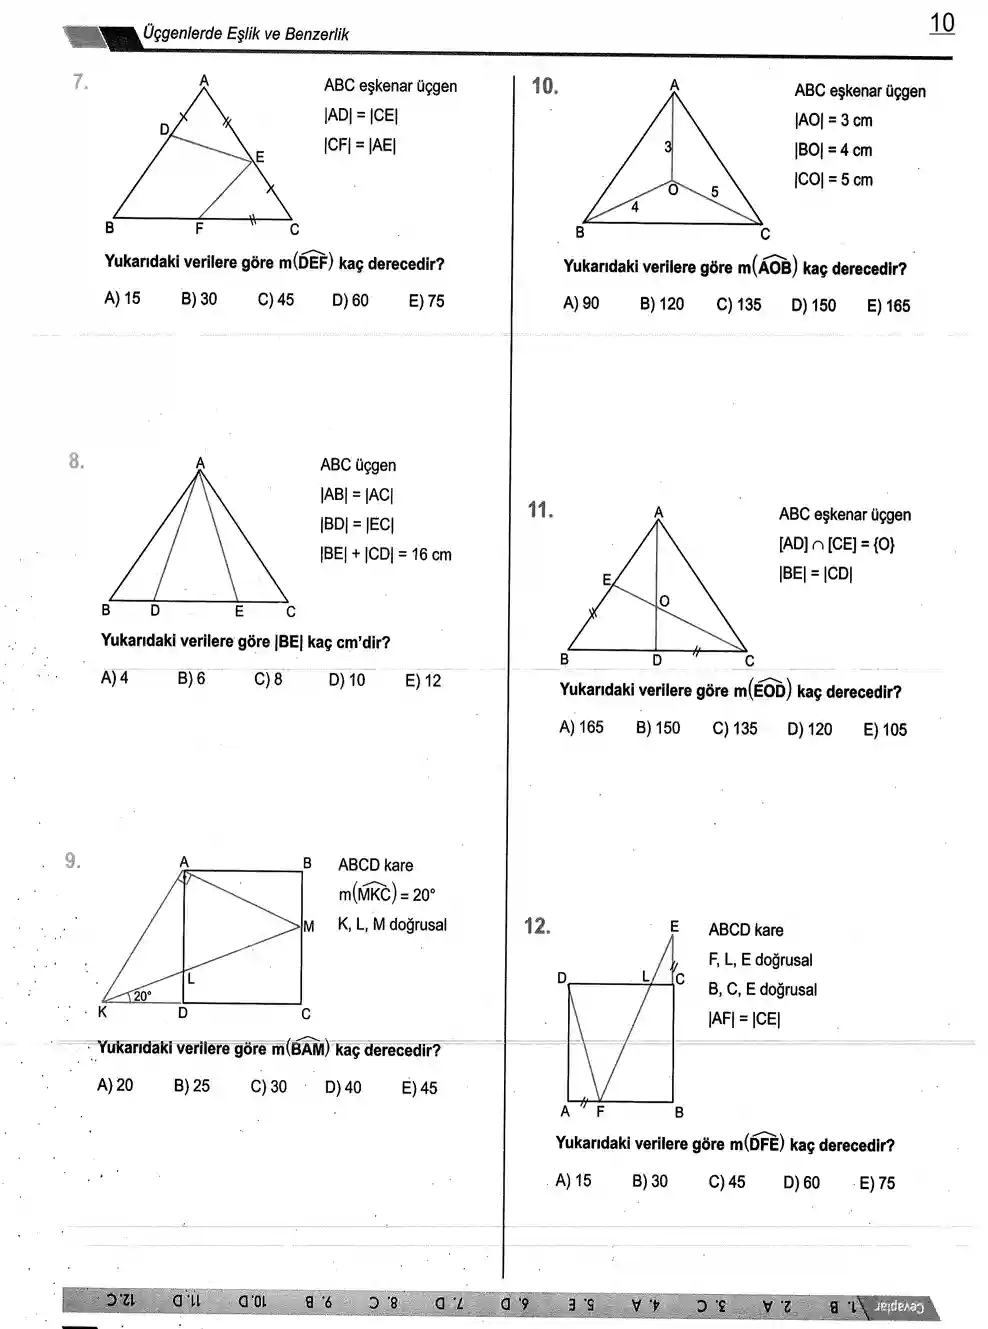 Üçgenlerde Eşlik ve Benzerlik
10
7.
A
D
E
B
F
C
ABC eşkenar üçgen
|AD| = |CE|
|CF| = |AE|
Yukarıdaki verilere göre m(DEF) kaç derecedir?
A) 15 B) 30 C) 45 D) 60 E) 75
8.
A
B
D
E
C
ABC üçgen
|AB| = |AC|
|BD| = |EC|
|BE| + |CD| = 16 cm
Yukarıdaki verilere göre |BE| kaç cm'dir?
A) 4 B) 6 C) 8 D) 10 E) 12
9.
A
B
M
L
20°
K
D
C
ABCD kare
m(MKC) = 20°
K, L, M doğrusal
Yukarıdaki verilere göre m(BAM) kaç derecedir?
A) 20 B) 25 C) 30 D) 40 E) 45
10.
A
3
O
5
4
B
C
ABC eşkenar üçgen
|AO| = 3 cm
|BO| = 4 cm
|CO| = 5 cm
Yukarıdaki verilere göre m(AOB) kaç derecedir?
A) 90 B) 120 C) 135 D) 150 E) 165
11.
A
E
O
B
D
C
ABC eşkenar üçgen
[AD] ∩ [CE] = {O}
|BE| = |CD|
Yukarıdaki verilere göre m(EOD) kaç derecedir?
A) 165 B) 150 C) 135 D) 120 E) 105
12.
E
D
L
C
A
F
B
ABCD kare
F, L, E doğrusal
B, C, E doğrusal
|AF| = |CE|
Yukarıdaki verilere göre m(DFE) kaç derecedir?
A) 15 B) 30 C) 45 D) 60 E) 75
Cevaplar 1. B 2. A 3. C 4. A 5. E 6. D 7. D 8. C 9. B 10. D 11. D 12. C